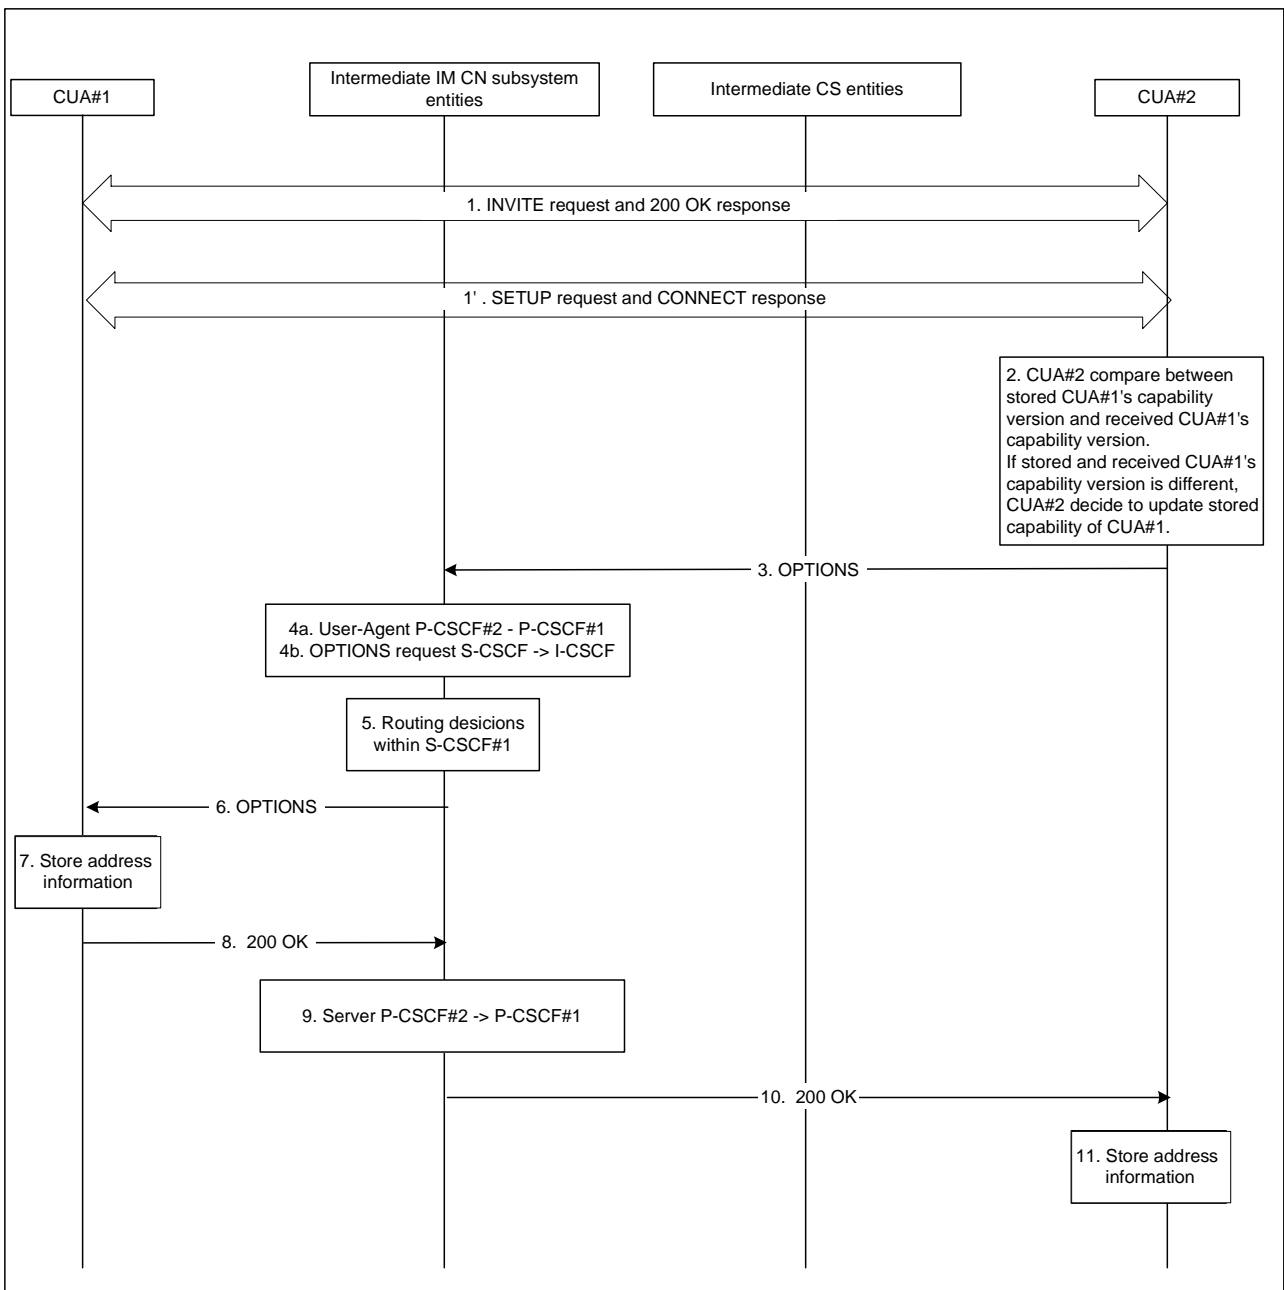 CUA#1
Intermediate IM CN subsystem
entities
Intermediate CS entities
CUA#2
1. INVITE request and 200 OK response
1' . SETUP request and CONNECT response
2. CUA#2 compare between
stored CUA#1's capability
version and received CUA#1's
capability version.
If stored and received CUA#1's
capability version is different,
CUA#2 decide to update stored
capability of CUA#1.
3. OPTIONS
4a. User-Agent P-CSCF#2 - P-CSCF#1
4b. OPTIONS request S-CSCF -> I-CSCF
5. Routing desicions
within S-CSCF#1
6. OPTIONS
7. Store address
information
8. 200 OK
9. Server P-CSCF#2 -> P-CSCF#1
10. 200 OK
11. Store address
information